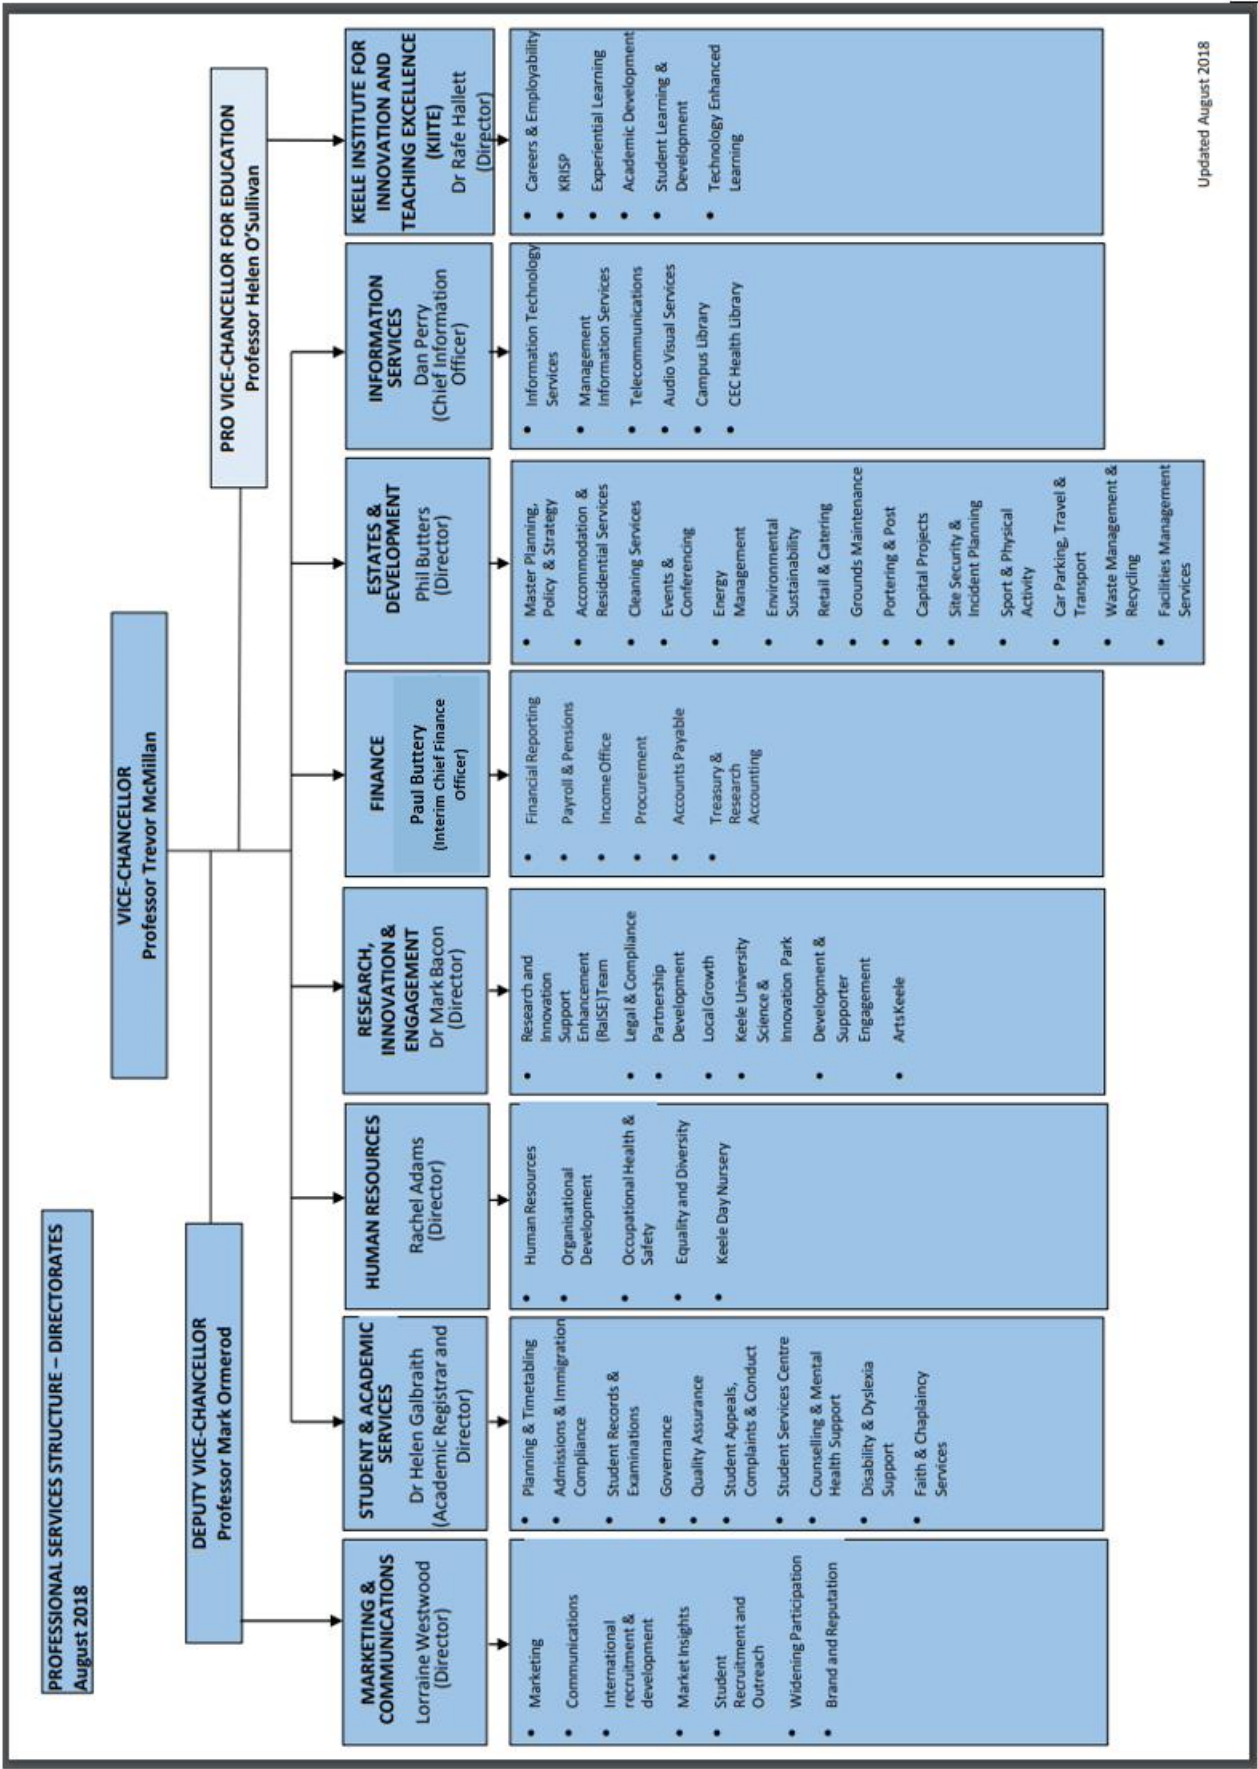 PROFESSIONAL SERVICES STRUCTURE – DIRECTORATES
August 2018
VICE-CHANCELLOR
Professor Trevor McMillan
DEPUTY VICE-CHANCELLOR
Professor Mark Ormerod
PRO VICE-CHANCELLOR FOR EDUCATION
Professor Helen O'Sullivan
MARKETING &
COMMUNICATIONS
Lorraine Westwood
(Director)
• Marketing
• Communications
• International
recruitment &
development
• Market Insights
• Student
Recruitment and
Outreach
• Widening Participation
• Brand and Reputation
STUDENT & ACADEMIC
SERVICES
Dr Helen Galbraith
(Academic Registrar and
Director)
• Planning & Timetabling
• Admissions & Immigration
Compliance
• Student Records &
Examinations
• Governance
• Quality Assurance
• Student Appeals,
Complaints & Conduct
• Student Services Centre
• Counselling & Mental
Health Support
• Disability & Dyslexia
Support
• Faith & Chaplaincy
Services
HUMAN RESOURCES
Rachel Adams
(Director)
• Human Resources
• Organisational
Development
• Occupational Health &
Safety
• Equality and Diversity
• Keele Day Nursery
RESEARCH,
INNOVATION &
ENGAGEMENT
Dr Mark Bacon
(Director)
• Research and
Innovation
Support
Enhancement
(RaISE) Team
• Legal & Compliance
• Partnership
Development
• Local Growth
• Keele University
Science &
Innovation Park
• Development &
Supporter
Engagement
• ArtsKeele
FINANCE
Paul Buttery
(Interim Chief Finance
Officer)
• Financial Reporting
• Payroll & Pensions
• Income Office
• Procurement
• Accounts Payable
• Treasury &
Research
Accounting
ESTATES &
DEVELOPMENT
Phil Butters
(Director)
• Master Planning,
Policy & Strategy
• Accommodation &
Residential Services
• Cleaning Services
• Events &
Conferencing
• Energy
Management
• Environmental
Sustainability
• Retail & Catering
• Grounds Maintenance
• Portering & Post
• Capital Projects
• Site Security &
Incident Planning
• Sport & Physical
Activity
• Car Parking, Travel &
Transport
• Waste Management &
Recycling
• Facilities Management
Services
INFORMATION
SERVICES
Dan Perry
(Chief Information
Officer)
• Information Technology
Services
• Management
Information Services
• Telecommunications
• Audio Visual Services
• Campus Library
• CEC Health Library
KEELE INSTITUTE FOR
INNOVATION AND
TEACHING EXCELLENCE
(KIITE)
Dr Rafe Hallett
(Director)
• Careers & Employability
• KRISP
• Experiential Learning
• Academic Development
• Student Learning &
Development
• Technology Enhanced
Learning
Updated August 2018